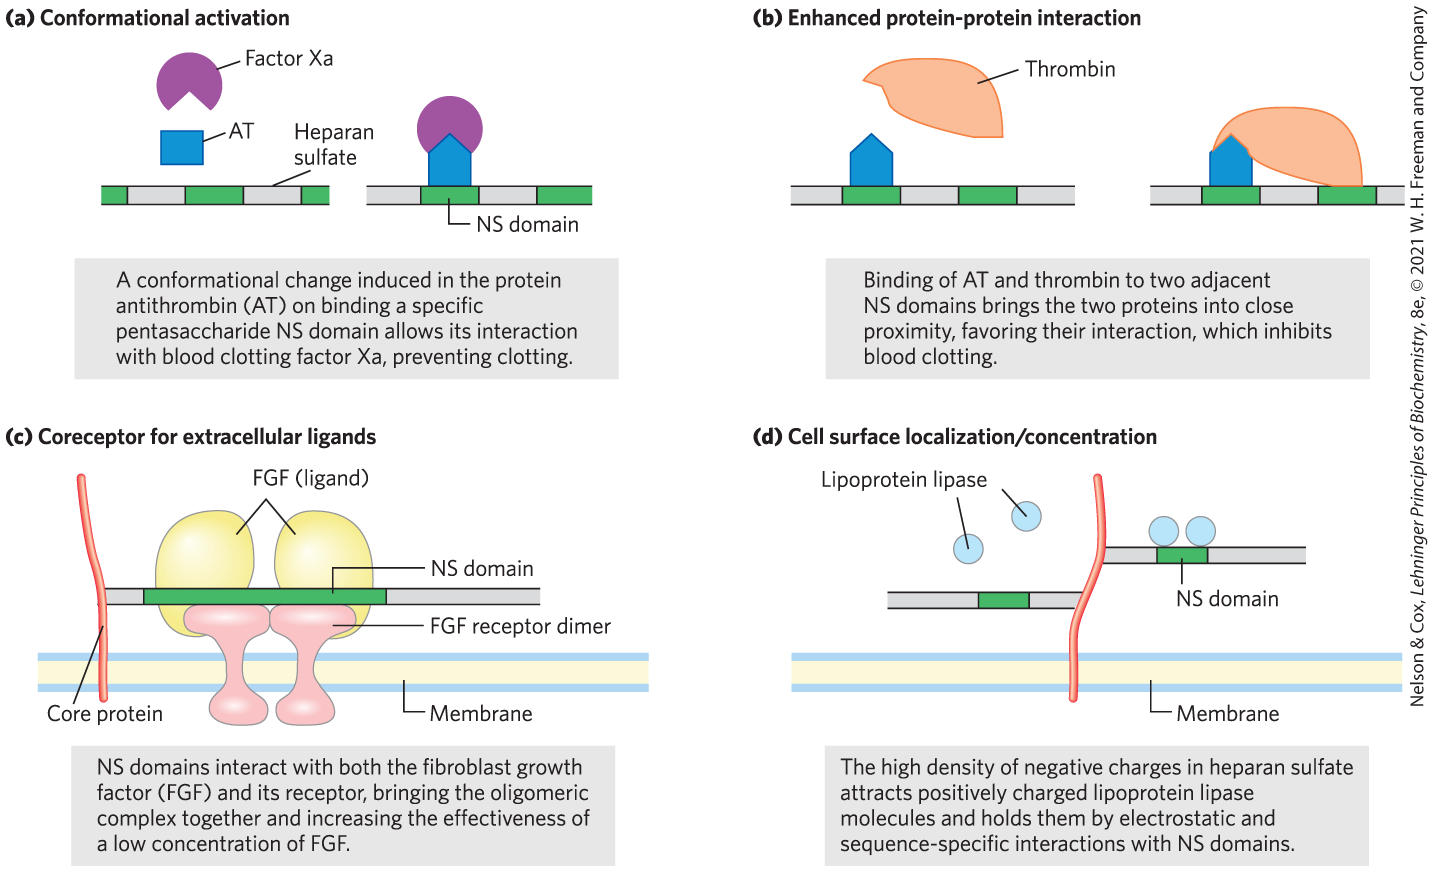 (a) Conformational activation
Factor Xa
AT
Heparan
sulfate
NS domain
A conformational change induced in the protein
antithrombin (AT) on binding a specific
pentasaccharide NS domain allows its interaction
with blood clotting factor Xa, preventing clotting.
(b) Enhanced protein-protein interaction
Thrombin
Binding of AT and thrombin to two adjacent
NS domains brings the two proteins into close
proximity, favoring their interaction, which inhibits
blood clotting.
(c) Coreceptor for extracellular ligands
FGF (ligand)
NS domain
FGF receptor dimer
Core protein
Membrane
NS domains interact with both the fibroblast growth
factor (FGF) and its receptor, bringing the oligomeric
complex together and increasing the effectiveness of
a low concentration of FGF.
(d) Cell surface localization/concentration
Lipoprotein lipase
NS domain
Membrane
The high density of negative charges in heparan sulfate
attracts positively charged lipoprotein lipase
molecules and holds them by electrostatic and
sequence-specific interactions with NS domains.
Nelson & Cox, Lehninger Principles of Biochemistry, 8e, © 2021 W. H. Freeman and Company